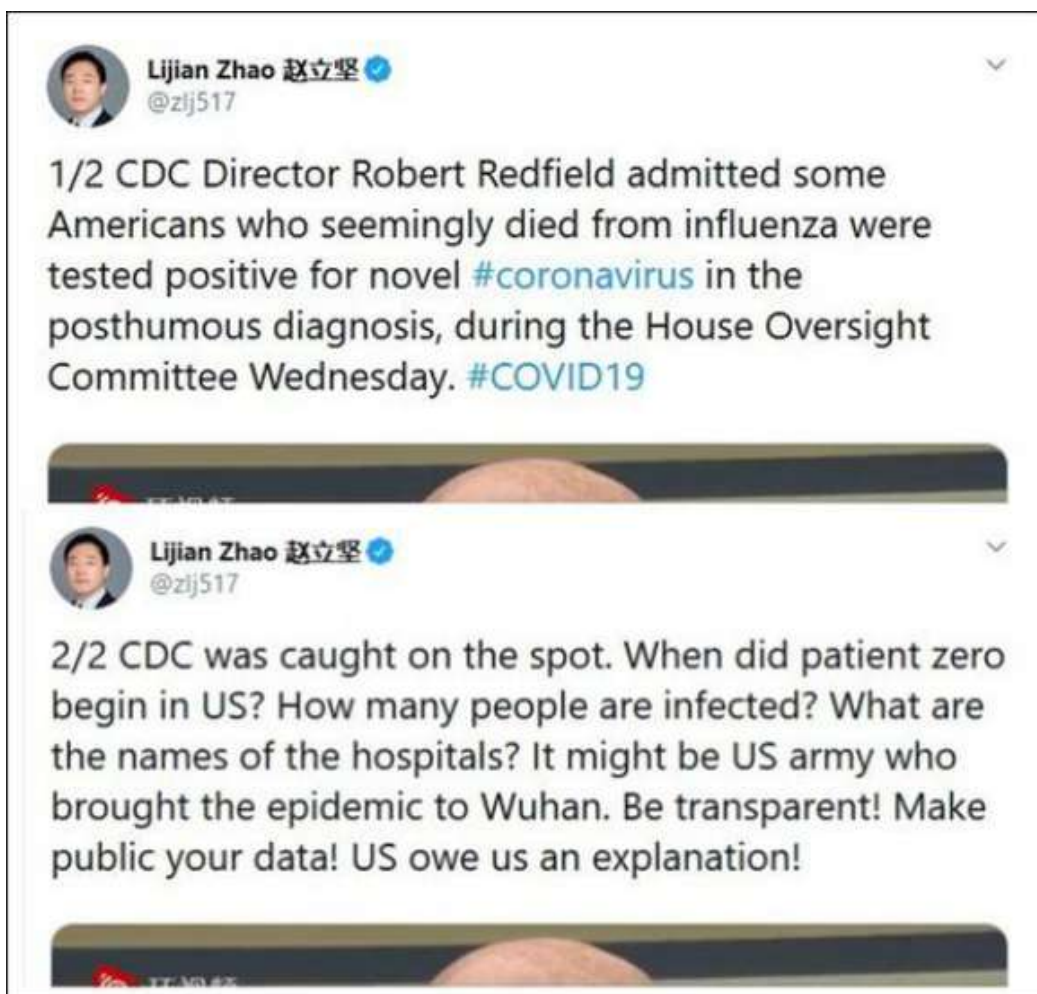 Lijian Zhao 赵立坚
@zlj517
1/2 CDC Director Robert Redfield admitted some
Americans who seemingly died from influenza were
tested positive for novel #coronavirus in the
posthumous diagnosis, during the House Oversight
Committee Wednesday. #COVID19
Lijian Zhao 赵立坚
@zlj517
2/2 CDC was caught on the spot. When did patient zero
begin in US? How many people are infected? What are
the names of the hospitals? It might be US army who
brought the epidemic to Wuhan. Be transparent! Make
public your data! US owe us an explanation!